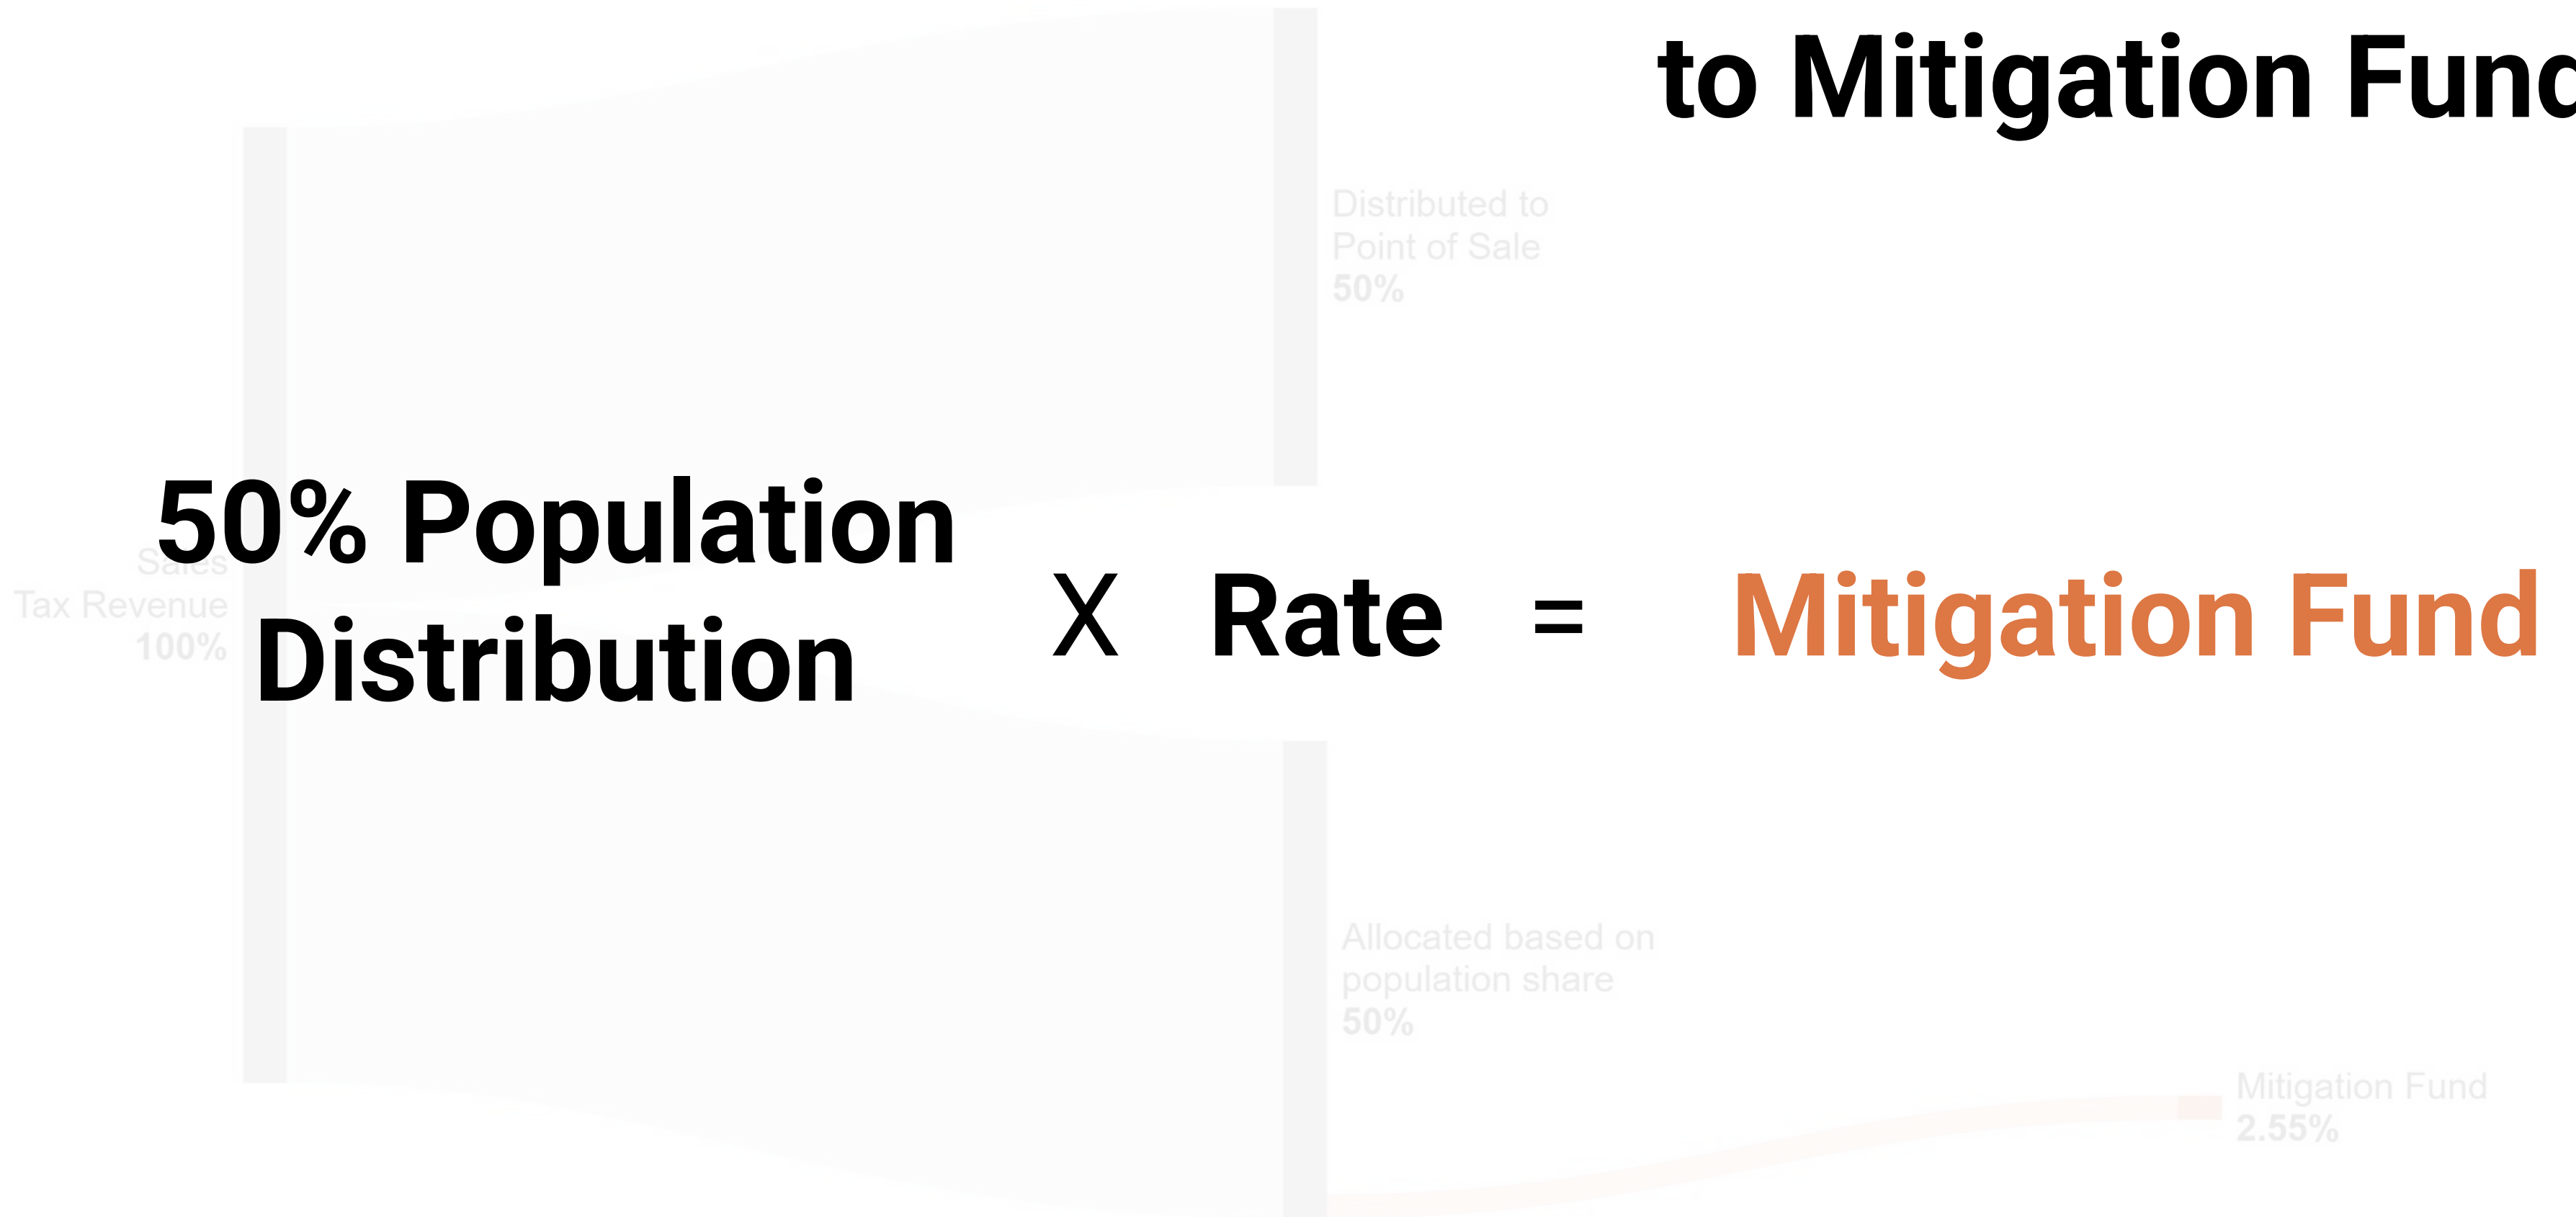 to Mitigation Fund
Distributed to
Point of Sale
50%
50% Population
Distribution
X Rate = Mitigation Fund
Sales
Tax Revenue
100%
Allocated based on
population share
50%
Mitigation Fund
2.55%